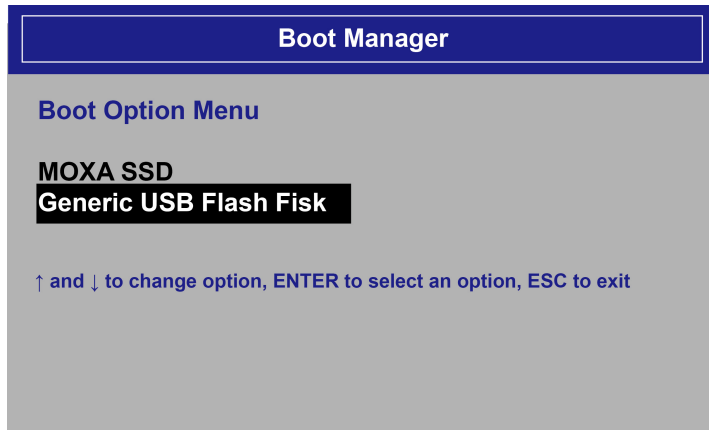 Boot Manager
Boot Option Menu
MOXA SSD
Generic USB Flash Fisk
↑ and ↓ to change option, ENTER to select an option, ESC to exit